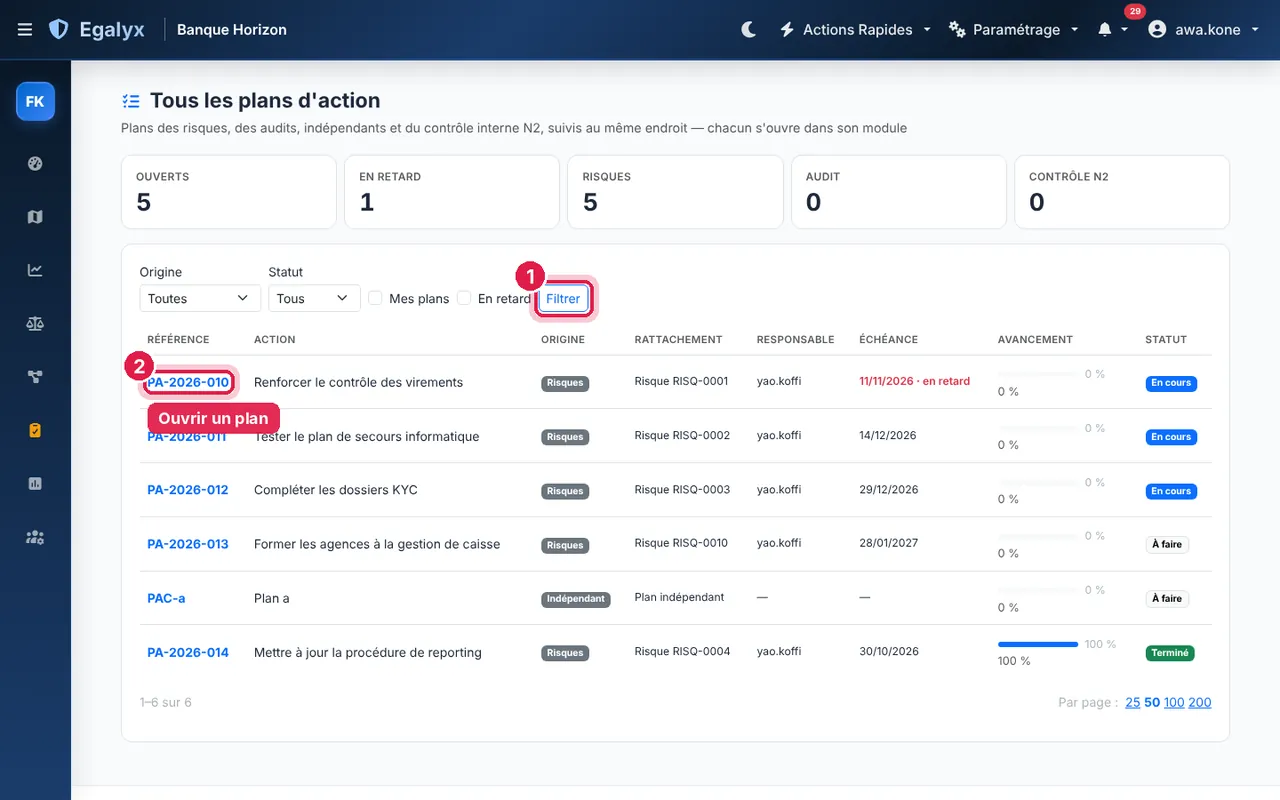 Egalyx
Banque Horizon
Actions Rapides
Paramétrage
29
awa.kone
FK
Tous les plans d'action
Plans des risques, des audits, indépendants et du contrôle interne N2, suivis au même endroit — chacun s'ouvre dans son module
OUVERTS
5
EN RETARD
1
RISQUES
5
AUDIT
0
CONTRÔLE N2
0
Origine
Toutes
Statut
Tous
Mes plans
En retard
1
Filtrer
RÉFÉRENCE ACTION ORIGINE RATTACHEMENT RESPONSABLE ÉCHÉANCE AVANCEMENT STATUT
2
PA-2026-010 Renforcer le contrôle des virements Risques Risque RISQ-0001 yao.koffi 11/11/2026 · en retard 0 % En cours
0 %
Ouvrir un plan
PA-2026-011 Tester le plan de secours informatique Risques Risque RISQ-0002 yao.koffi 14/12/2026 0 % En cours
0 %
PA-2026-012 Compléter les dossiers KYC Risques Risque RISQ-0003 yao.koffi 29/12/2026 0 % En cours
0 %
PA-2026-013 Former les agences à la gestion de caisse Risques Risque RISQ-0010 yao.koffi 28/01/2027 0 % À faire
0 %
PAC-a Plan a Indépendant Plan indépendant — — 0 % À faire
0 %
PA-2026-014 Mettre à jour la procédure de reporting Risques Risque RISQ-0004 yao.koffi 30/10/2026 100 % Terminé
100 %
1–6 sur 6
Par page : 25 50 100 200